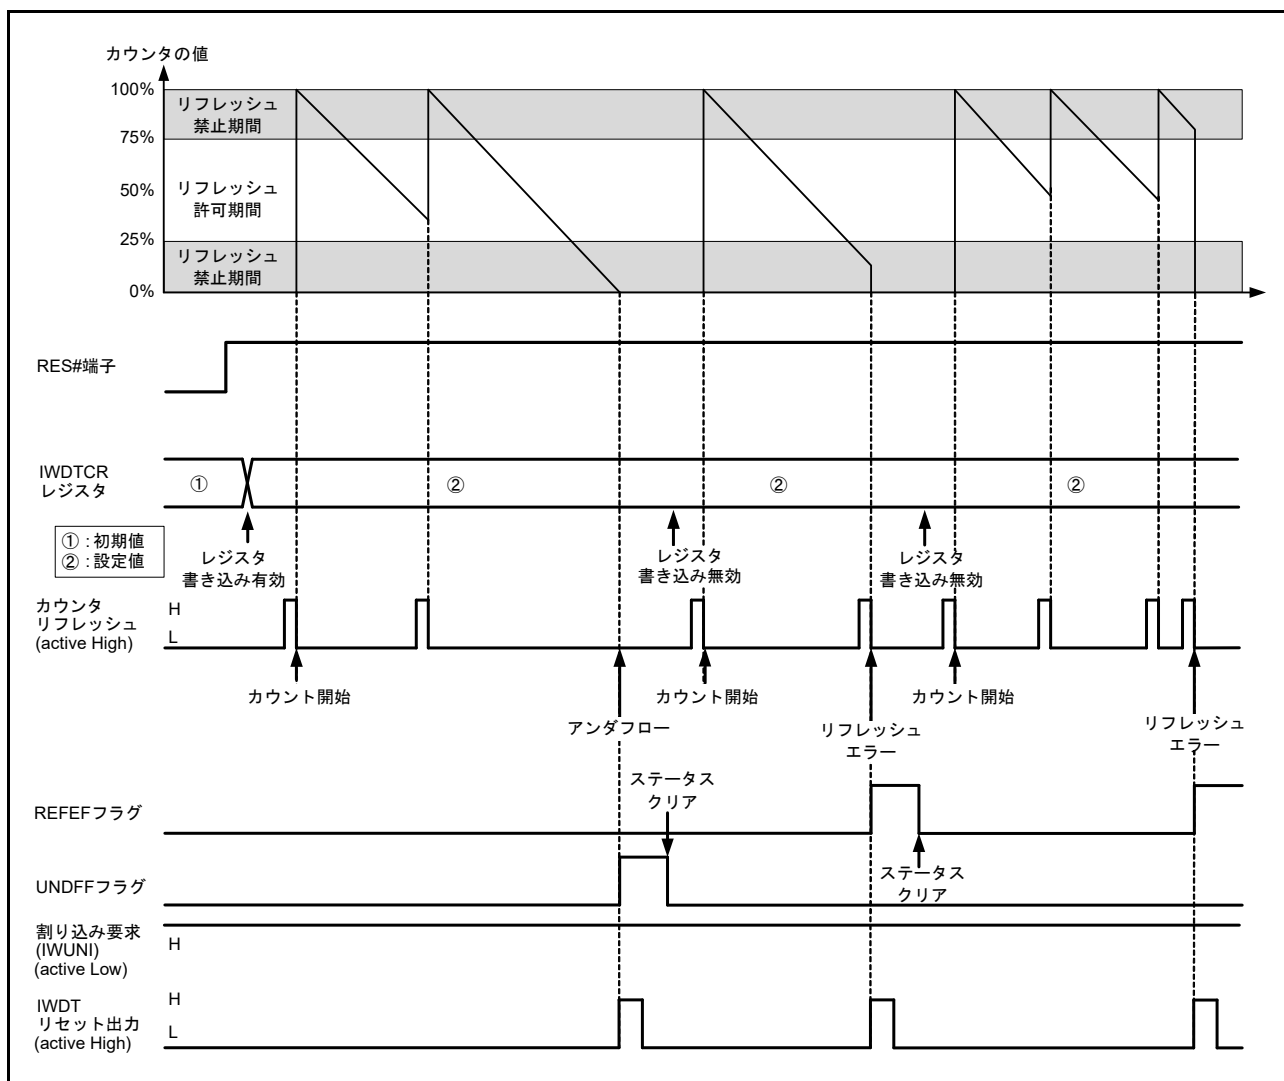 カウンタの値
100%
リフレッシュ
禁止期間
75%
50%
リフレッシュ
許可期間
25%
リフレッシュ
禁止期間
0%
RES#端子
IWDTCR
レジスタ
①
②
②
②
①:初期値
②:設定値
レジスタ
書き込み有効
レジスタ
書き込み無効
レジスタ
書き込み無効
カウンタ
リフレッシュ
(active High)
H
L
カウント開始
カウント開始
カウント開始
アンダフロー
リフレッシュ
エラー
リフレッシュ
エラー
ステータス
クリア
REFEFフラグ
ステータス
クリア
UNDFFフラグ
割り込み要求
(IWUNI)
(active Low)
H
IWDT
リセット出力
(active High)
H
L